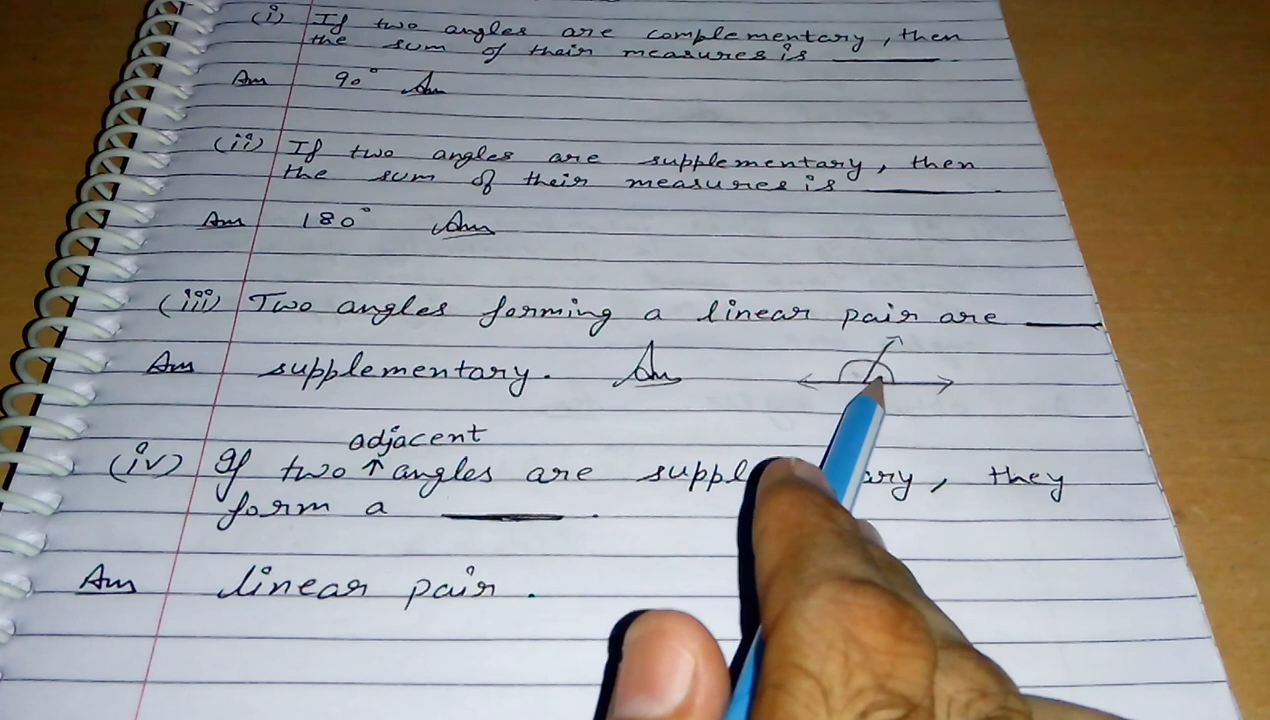 (i) If two angles are complementary, then
the sum of their measures is ______.
Ans 90° Ans
(ii) If two angles are supplementary, then
the sum of their measures is ______.
Ans 180° Ans
(iii) Two angles forming a linear pair are ____
Ans supplementary. Ans
adjacent
(iv) If two ↑ angles are suppl ary, they
form a ______.
Ans linear pair.